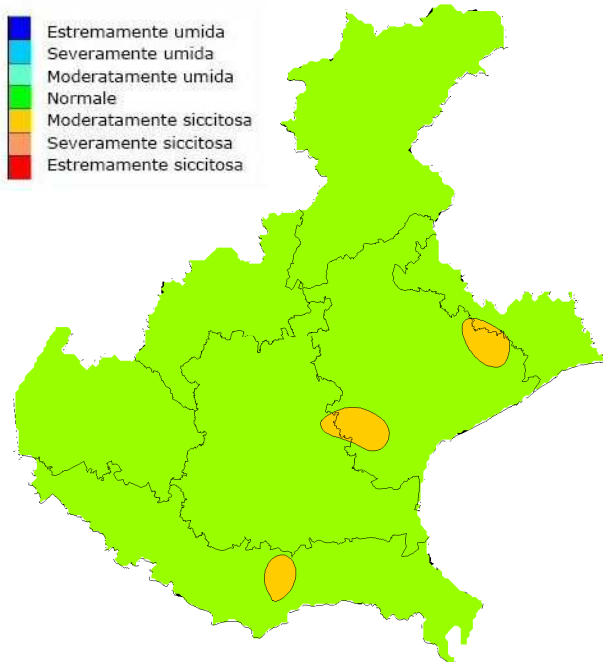 Estremamente umida
Severamente umida
Moderatamente umida
Normale
Moderatamente siccitosa
Severamente siccitosa
Estremamente siccitosa